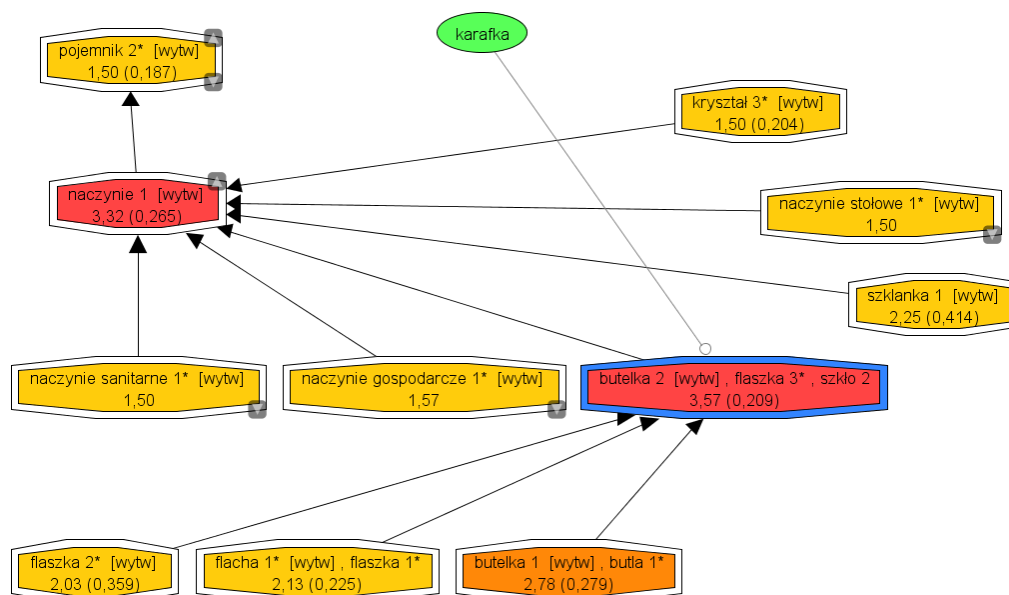 karafka
pojemnik 2* [wytw]
1,50 (0,187)
kryształ 3* [wytw]
1,50 (0,204)
naczynie 1 [wytw]
3,32 (0,265)
naczynie stołowe 1* [wytw]
1,50
szklanka 1 [wytw]
2,25 (0,414)
naczynie sanitarne 1* [wytw]
1,50
naczynie gospodarcze 1* [wytw]
1,57
butelka 2 [wytw] , flaszka 3* , szkło 2
3,57 (0,209)
flaszka 2* [wytw]
2,03 (0,359)
flacha 1* [wytw] , flaszka 1*
2,13 (0,225)
butelka 1 [wytw] , butla 1*
2,78 (0,279)